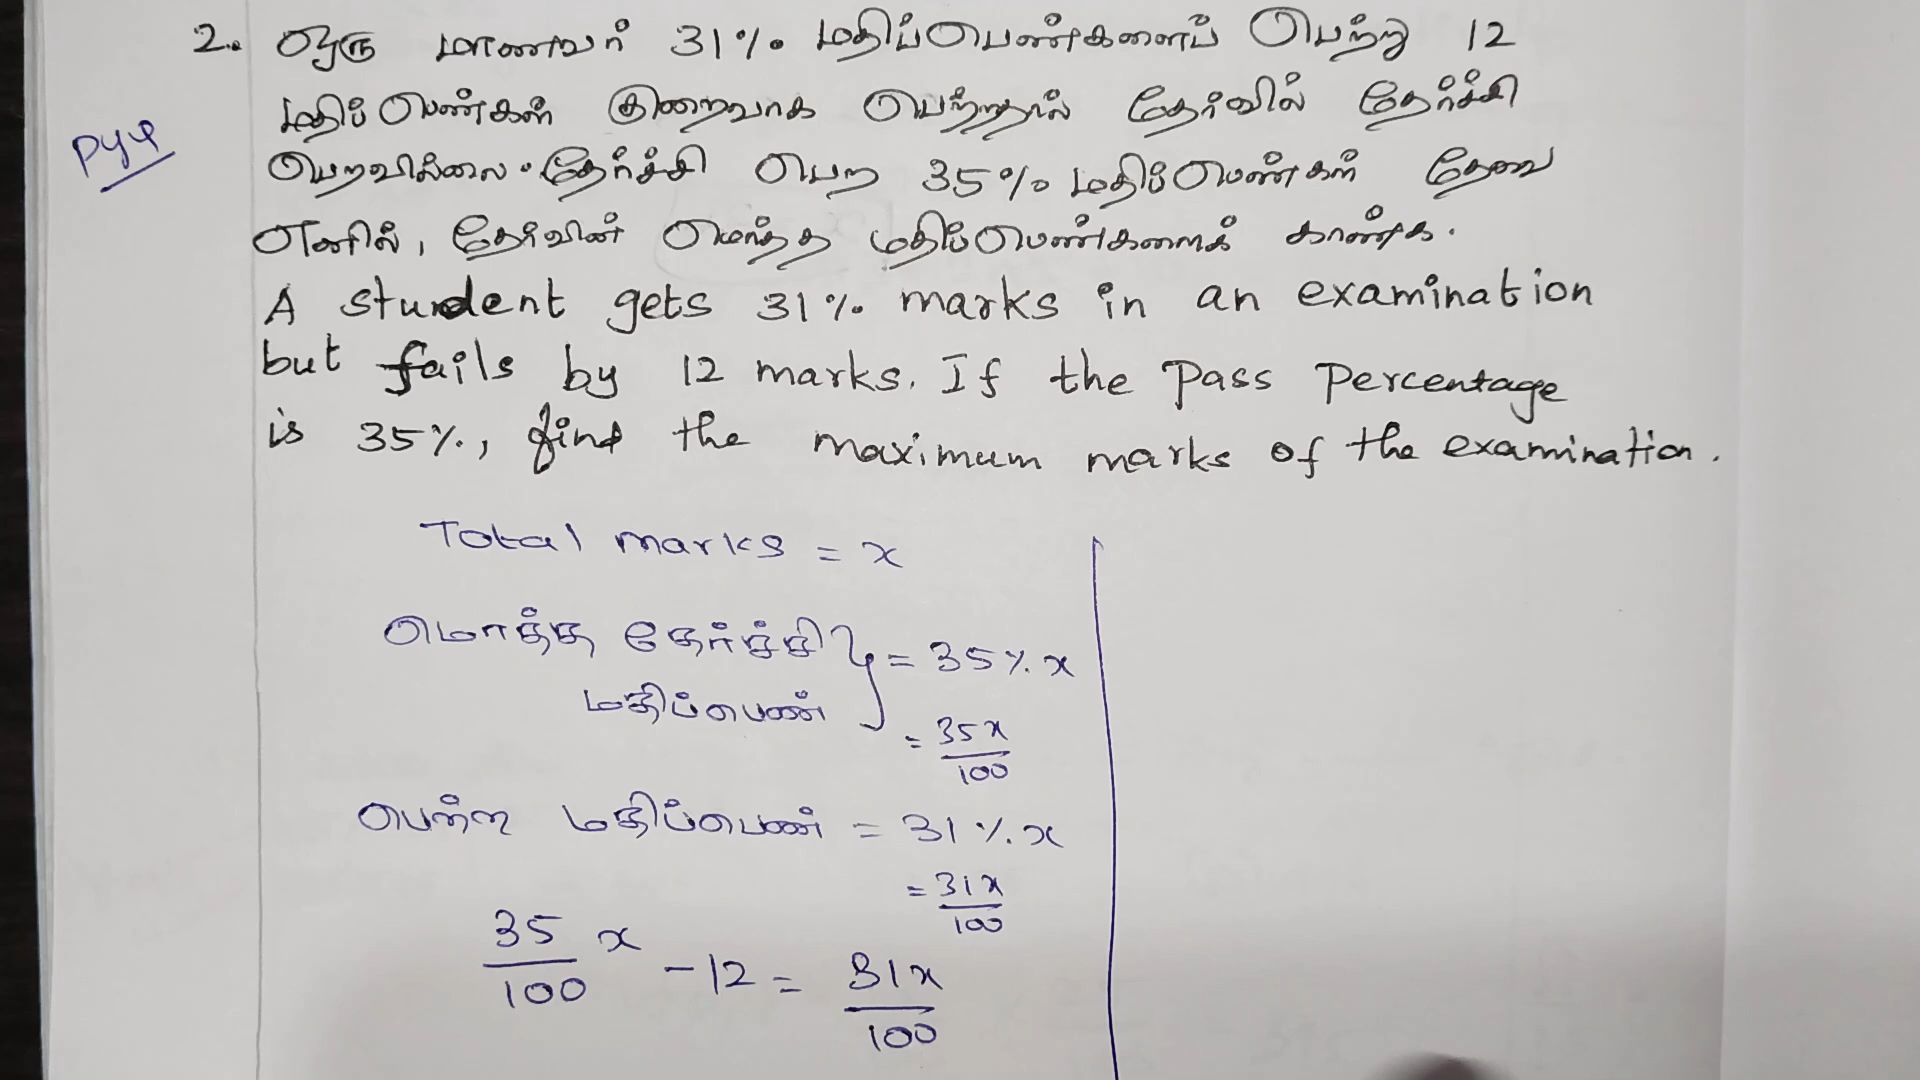 2. ஒரு மாணவர் 31% மதிப்பெண்களைப் பெற்று 12
மதிப்பெண்கள் குறைவாக பெற்றதால் தேர்வில் தேர்ச்சி
PY4
பெறவில்லை. தேர்ச்சி பெற 35% மதிப்பெண்கள் தேவை
எனில், தேர்வின் மொத்த மதிப்பெண்களைக் காண்க.
A student gets 31% marks in an examination
but fails by 12 marks. If the pass percentage
is 35%, find the maximum marks of the examination.
Total marks = x
மொத்த தேர்ச்சி } = 35% x
மதிப்பெண்
= 35x/100
பெற்ற மதிப்பெண் = 31% x
= 31x/100
35/100 x - 12 = 31x/100